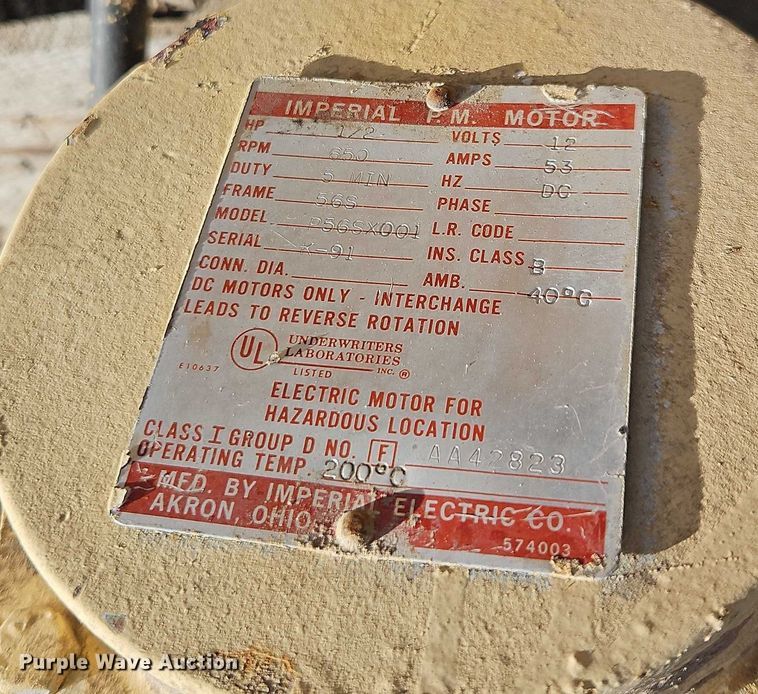 IMPERIAL P.M. MOTOR
HP 1/2 VOLTS 12
RPM 650 AMPS 53
DUTY 5 MIN HZ DC
FRAME 56S PHASE
MODEL P56SX001 L.R. CODE
SERIAL K-91 INS. CLASS B
CONN. DIA. AMB. 40°C
DC MOTORS ONLY - INTERCHANGE
LEADS TO REVERSE ROTATION
UL UNDERWRITERS
LABORATORIES
INC. ®
LISTED
E10637
ELECTRIC MOTOR FOR
HAZARDOUS LOCATION
CLASS I GROUP D NO. F AA42823
OPERATING TEMP. 200°C
MFD. BY IMPERIAL ELECTRIC CO.
AKRON, OHIO
574003
Purple Wave Auction